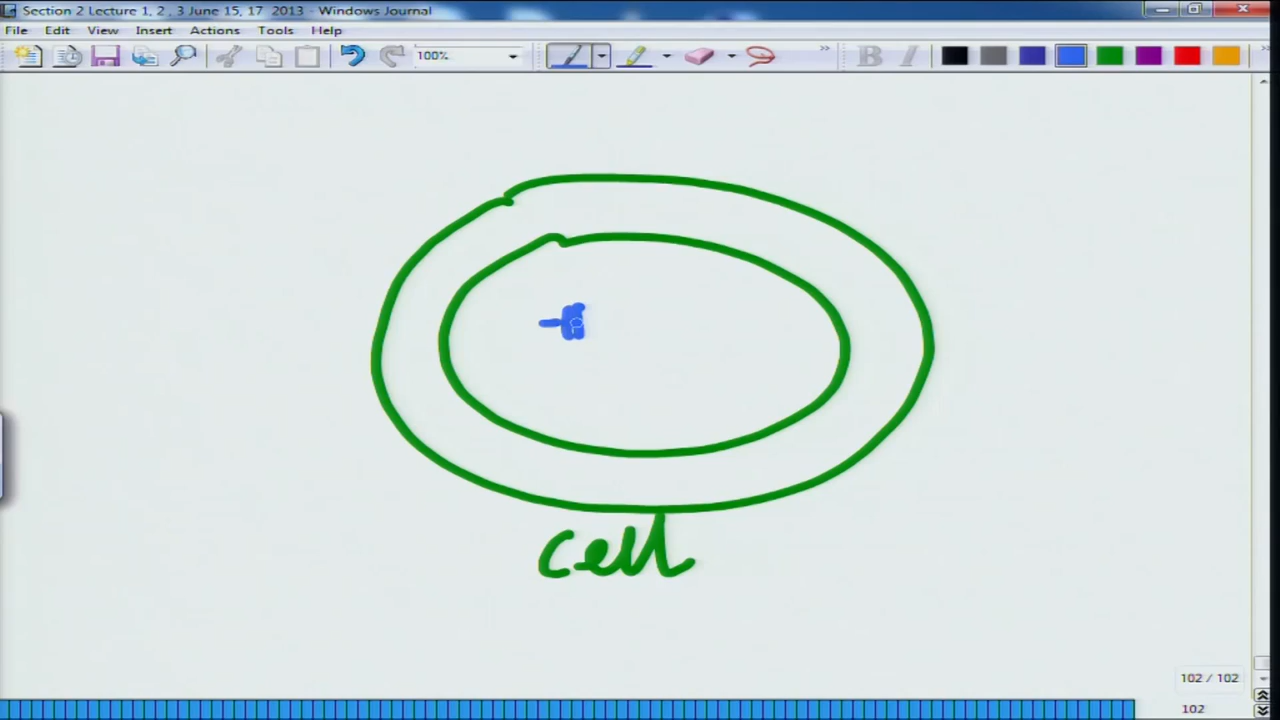 Section 2 Lecture 1, 2 , 3 June 15, 17 2013 - Windows Journal
File Edit View Insert Actions Tools Help
100% B I
cell
102 / 102
102